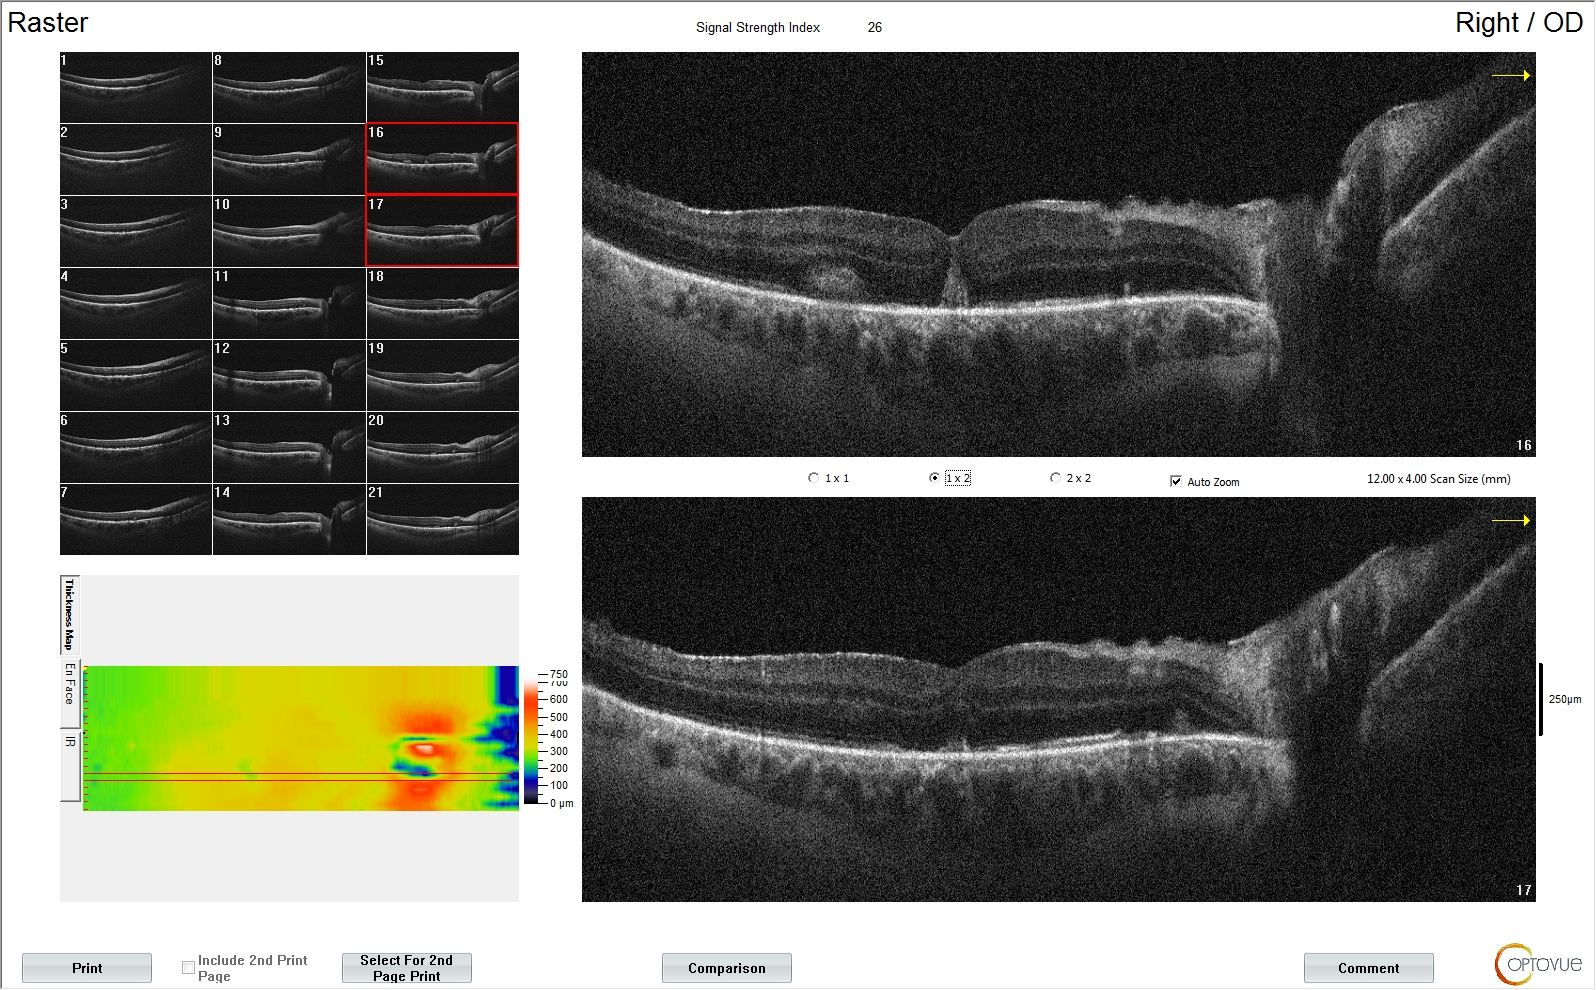 Raster
Signal Strength Index 26
Right / OD
1
8
15
2
9
16
3
10
17
4
11
18
5
12
19
6
13
20
7
14
21
16
1 x 1
1 x 2
2 x 2
Auto Zoom
12.00 x 4.00 Scan Size (mm)
Thickness Map
En Face
IR
750
700
600
500
400
300
200
100
0 µm
250µm
17
Print
Include 2nd Print
Page
Select For 2nd
Page Print
Comparison
Comment
OPTOVUE